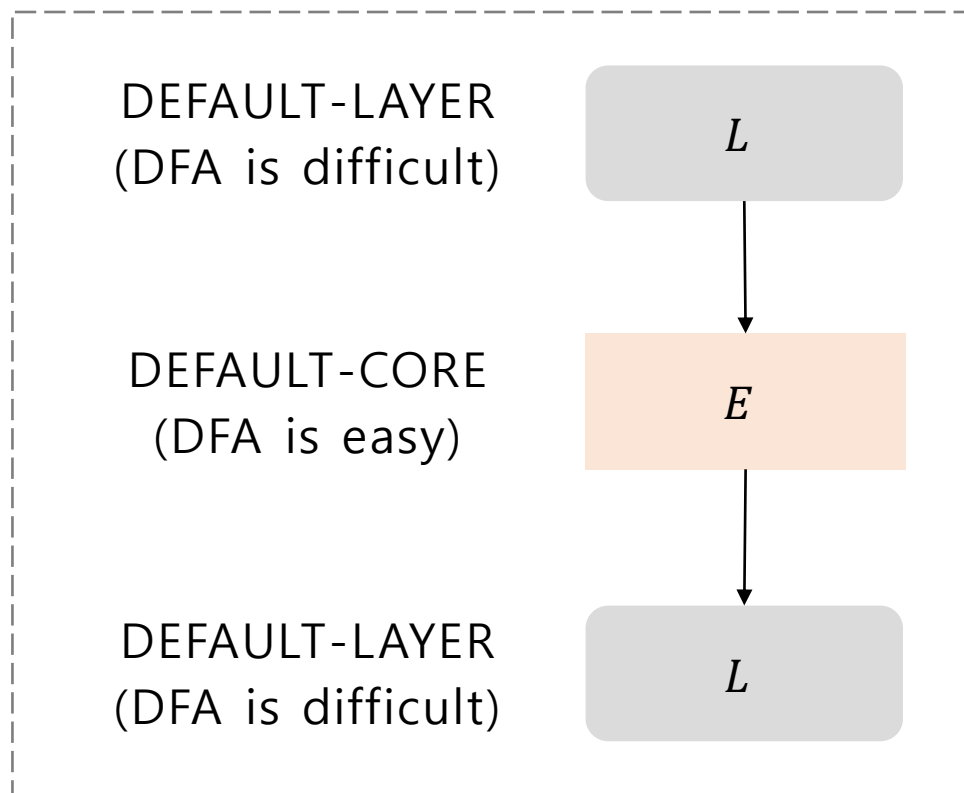 DEFAULT-LAYER
(DFA is difficult)
L
DEFAULT-CORE
(DFA is easy)
E
DEFAULT-LAYER
(DFA is difficult)
L